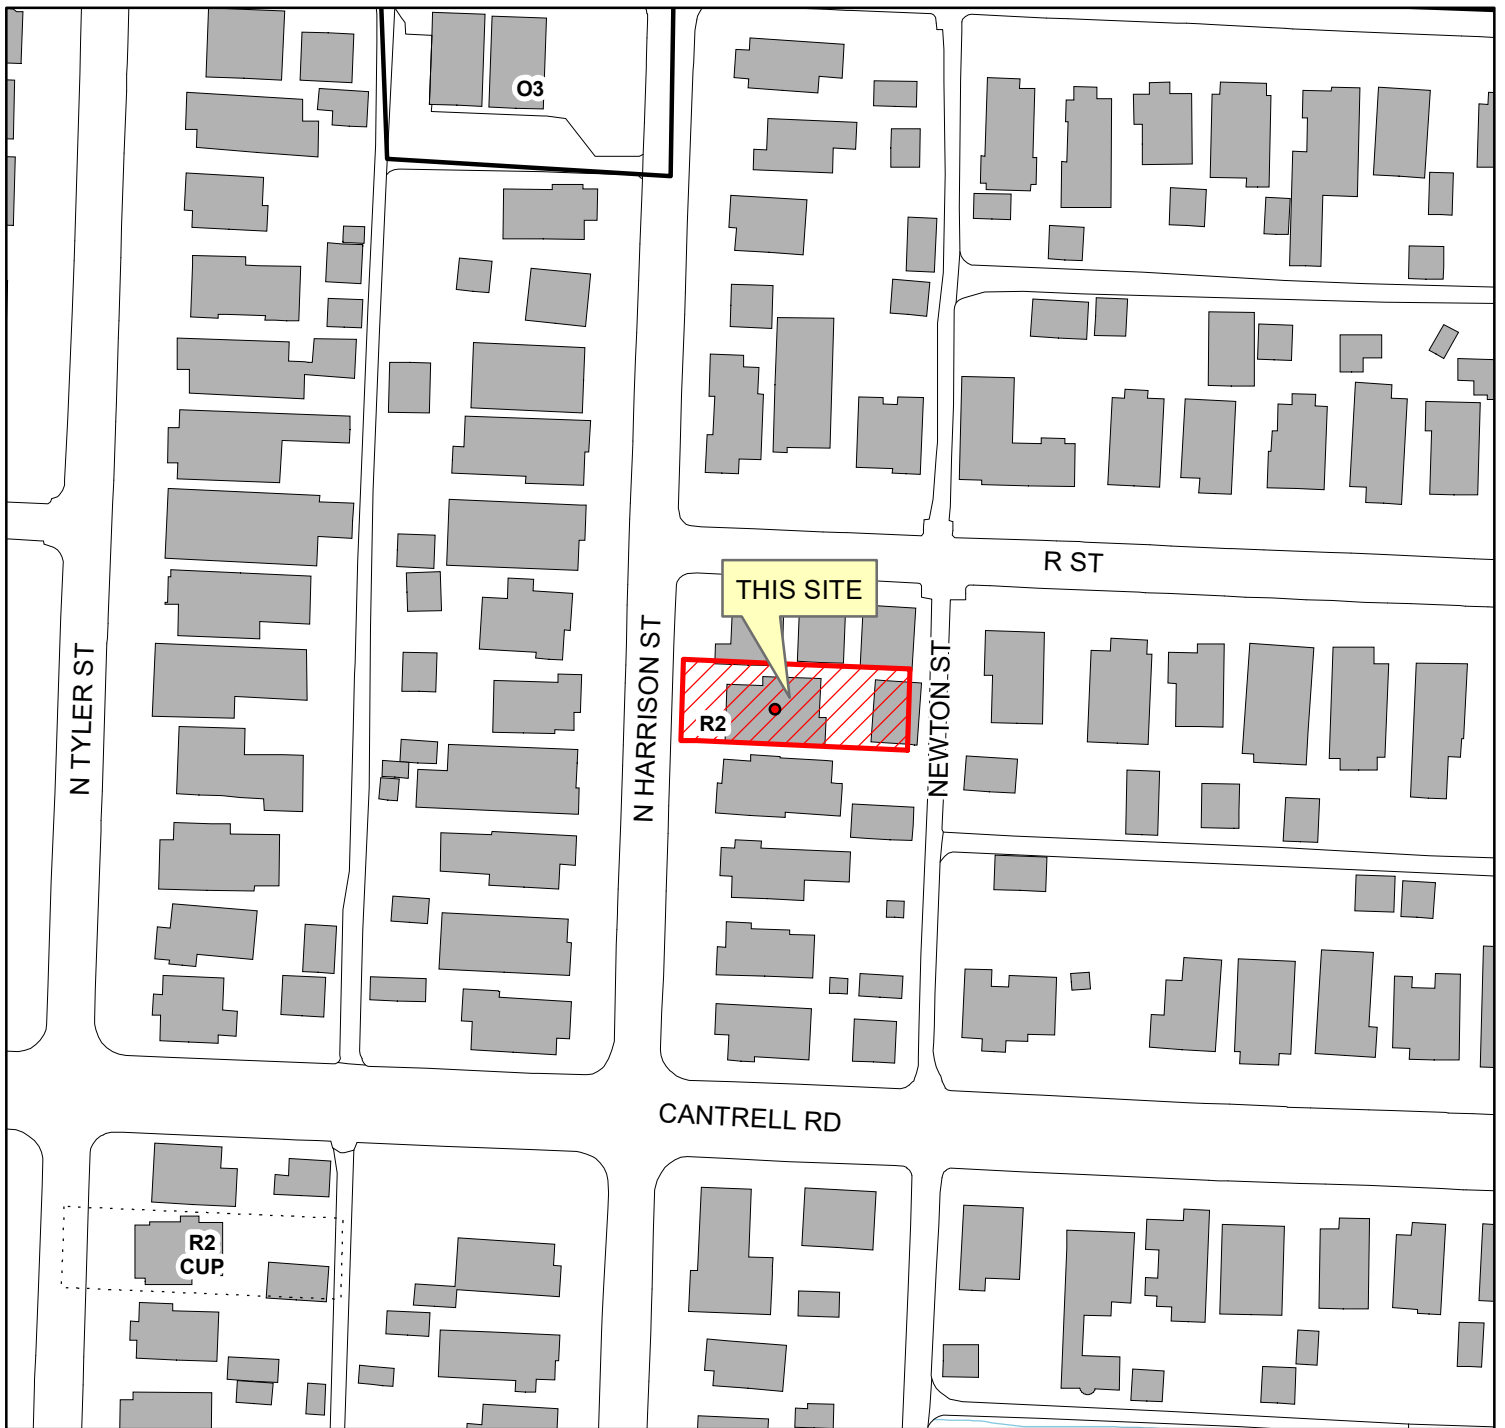 O3
R ST
THIS SITE
N TYLER ST
N HARRISON ST
NEWTON ST
R2
CANTRELL RD
R2
CUP